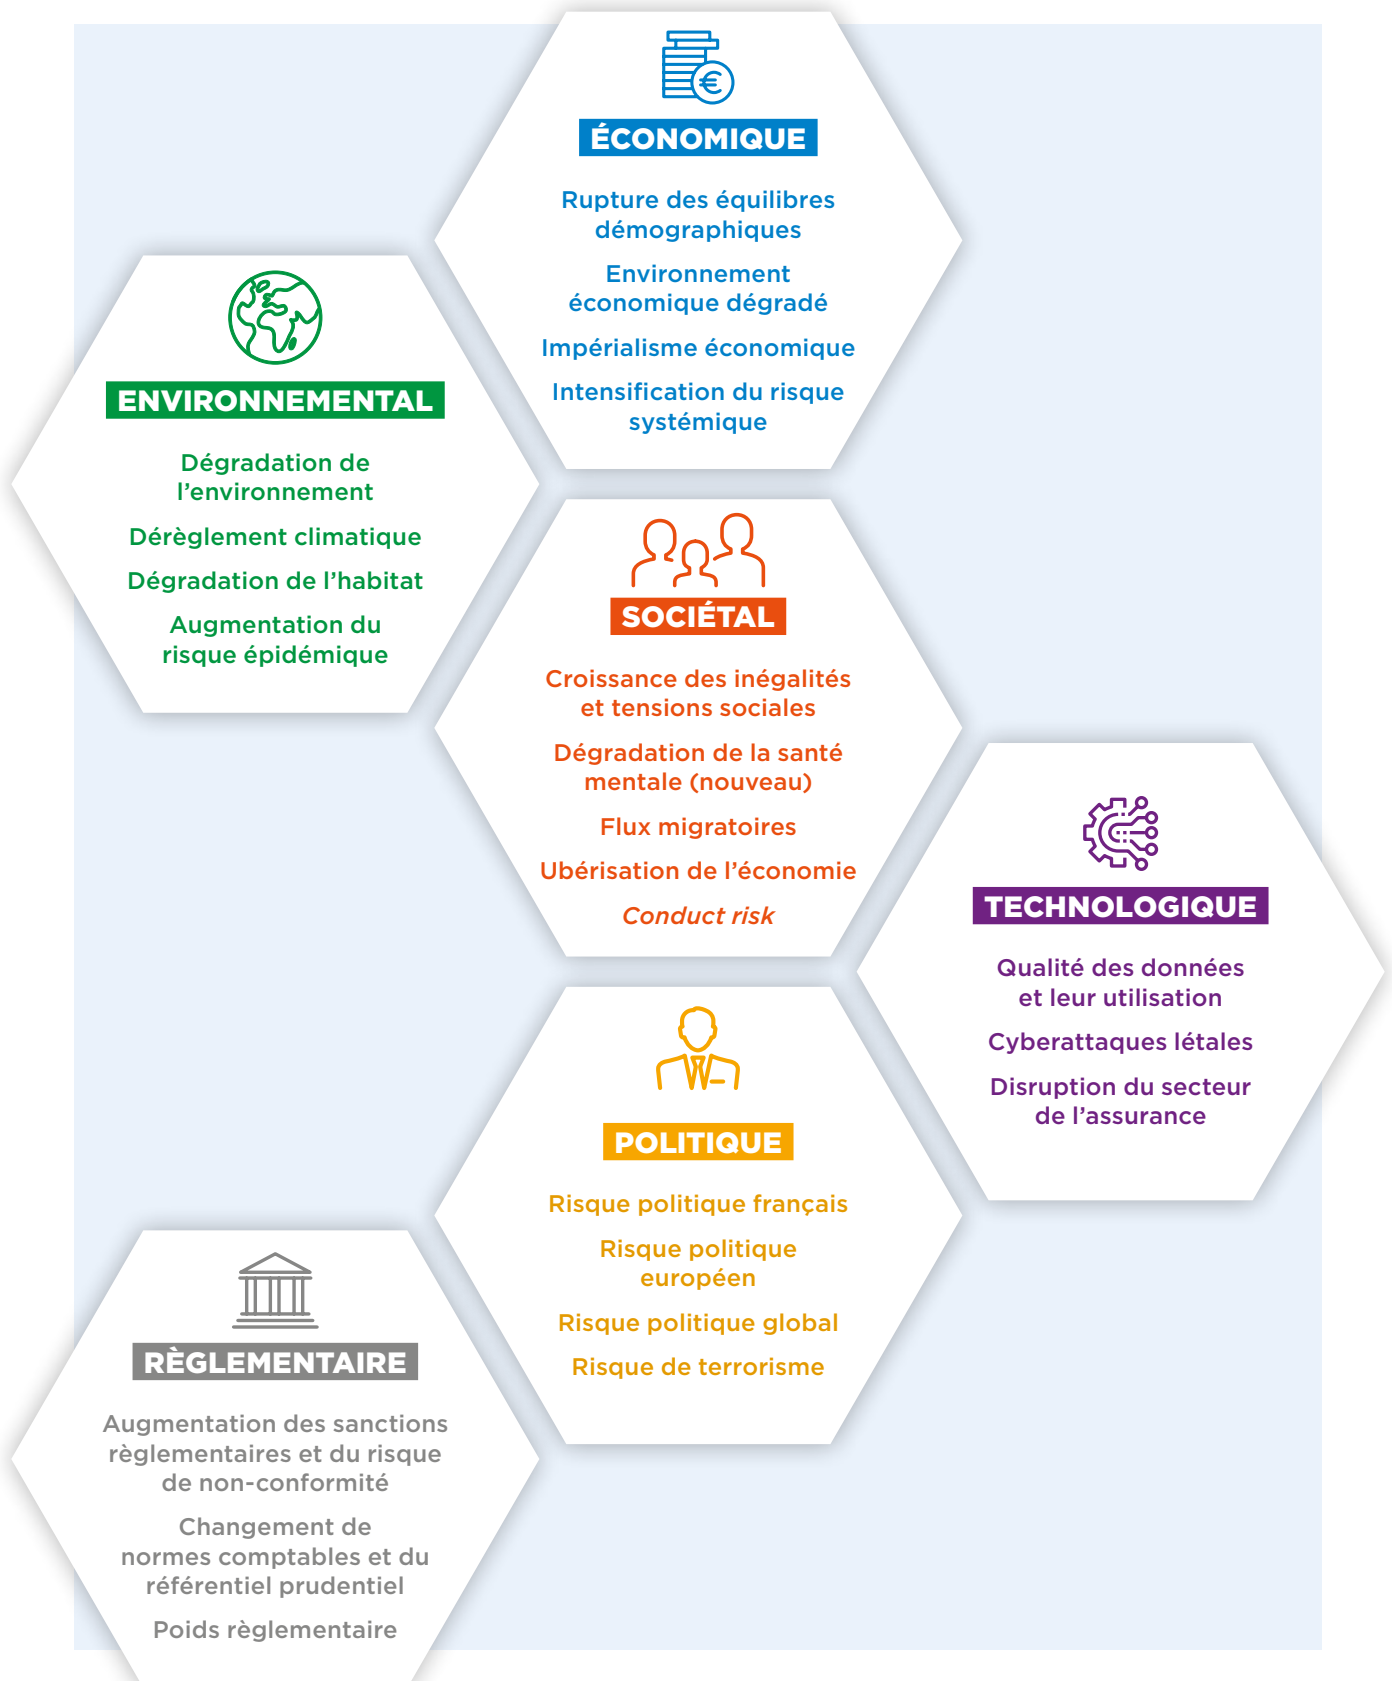 ÉCONOMIQUE
Rupture des équilibres
démographiques
Environnement
économique dégradé
Impérialisme économique
Intensification du risque
systémique
ENVIRONNEMENTAL
Dégradation de
l’environnement
Dérèglement climatique
Dégradation de l’habitat
Augmentation du
risque épidémique
SOCIÉTAL
Croissance des inégalités
et tensions sociales
Dégradation de la santé
mentale (nouveau)
Flux migratoires
Ubérisation de l’économie
Conduct risk
TECHNOLOGIQUE
Qualité des données
et leur utilisation
Cyberattaques létales
Disruption du secteur
de l’assurance
POLITIQUE
Risque politique français
Risque politique
européen
Risque politique global
Risque de terrorisme
RÈGLEMENTAIRE
Augmentation des sanctions
règlementaires et du risque
de non-conformité
Changement de
normes comptables et du
référentiel prudentiel
Poids règlementaire